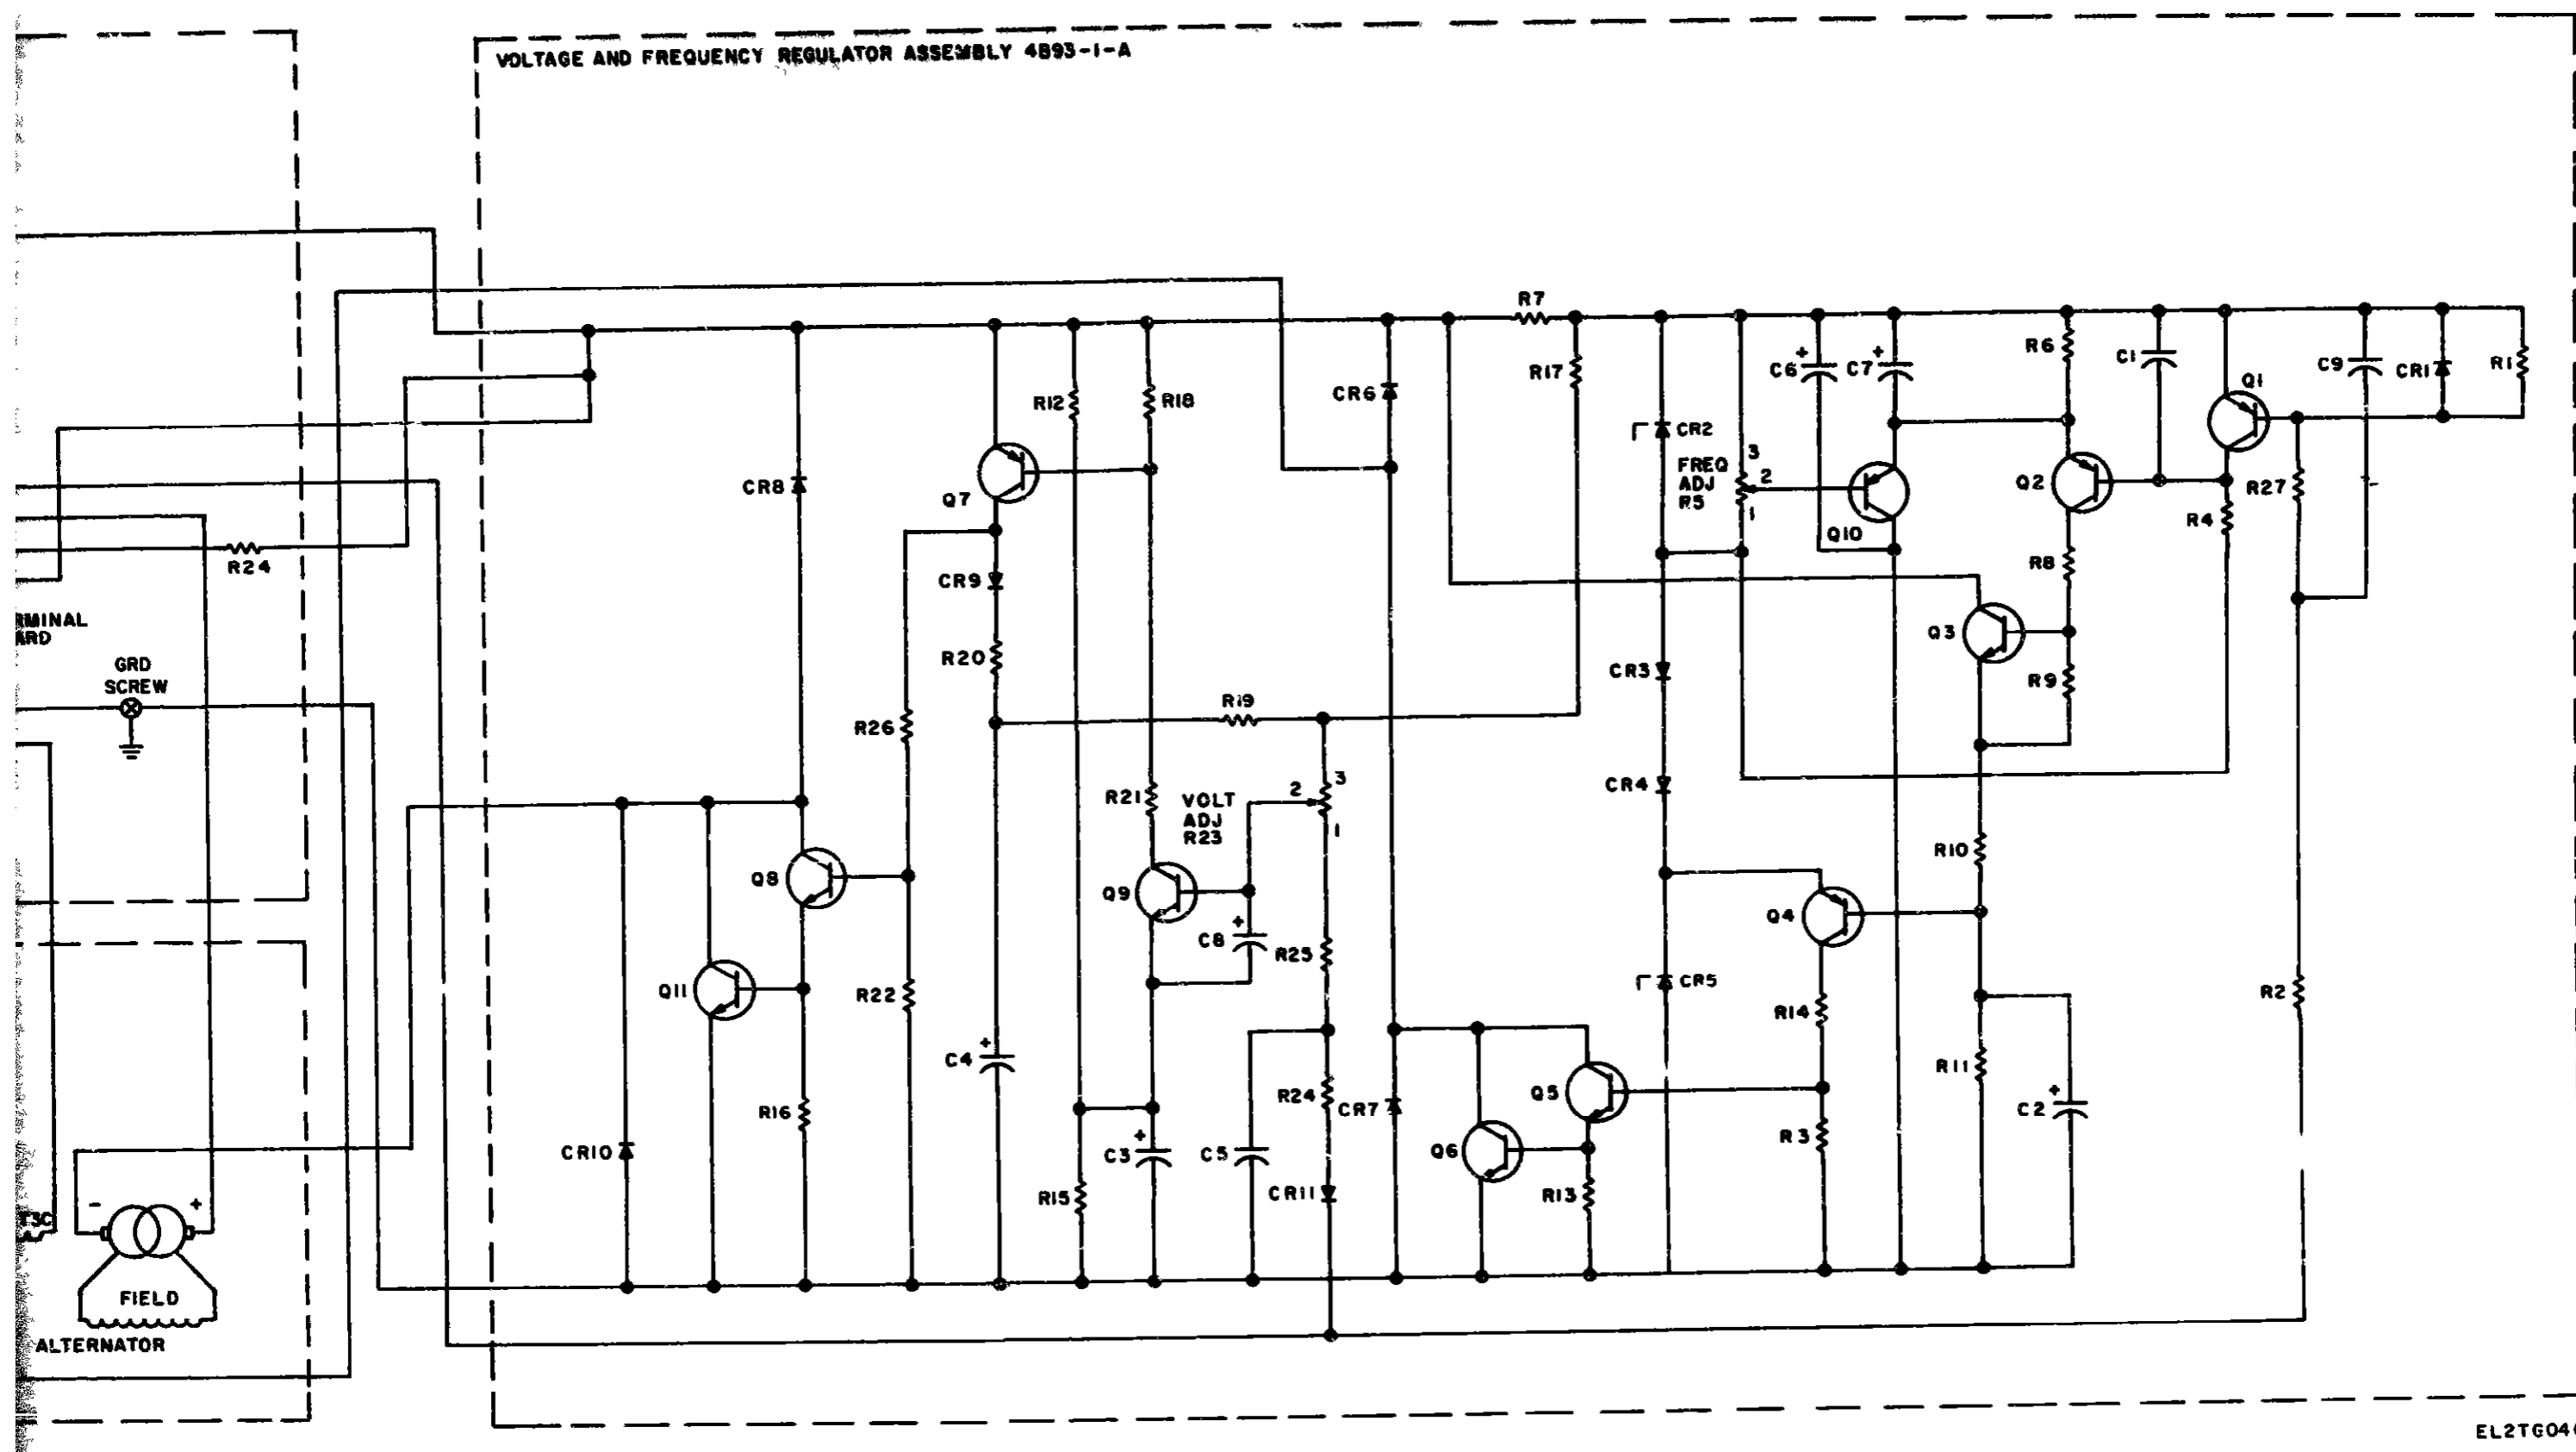 VOLTAGE AND FREQUENCY REGULATOR ASSEMBLY 4B93-1-A
R7
R6
C1
Q1
C9
CR1
R1
R17
C6
+
C7
+
R12
R18
CR6
CR2
FREQ
ADJ
R5
3
2
1
Q2
R27
R4
CR8
Q7
Q10
R24
CR9
R8
GRD
SCREW
R20
CR3
Q3
R9
R26
R19
CR4
R21
VOLT
ADJ
R23
2
3
1
R10
Q8
Q9
Q4
+
C8
R25
CR5
Q11
R22
R14
R2
+
C4
R16
R24
CR7
Q5
R11
+
C2
R3
CR10
+
C3
C5
Q6
R15
CR11
R13
-
+
FIELD
ALTERNATOR